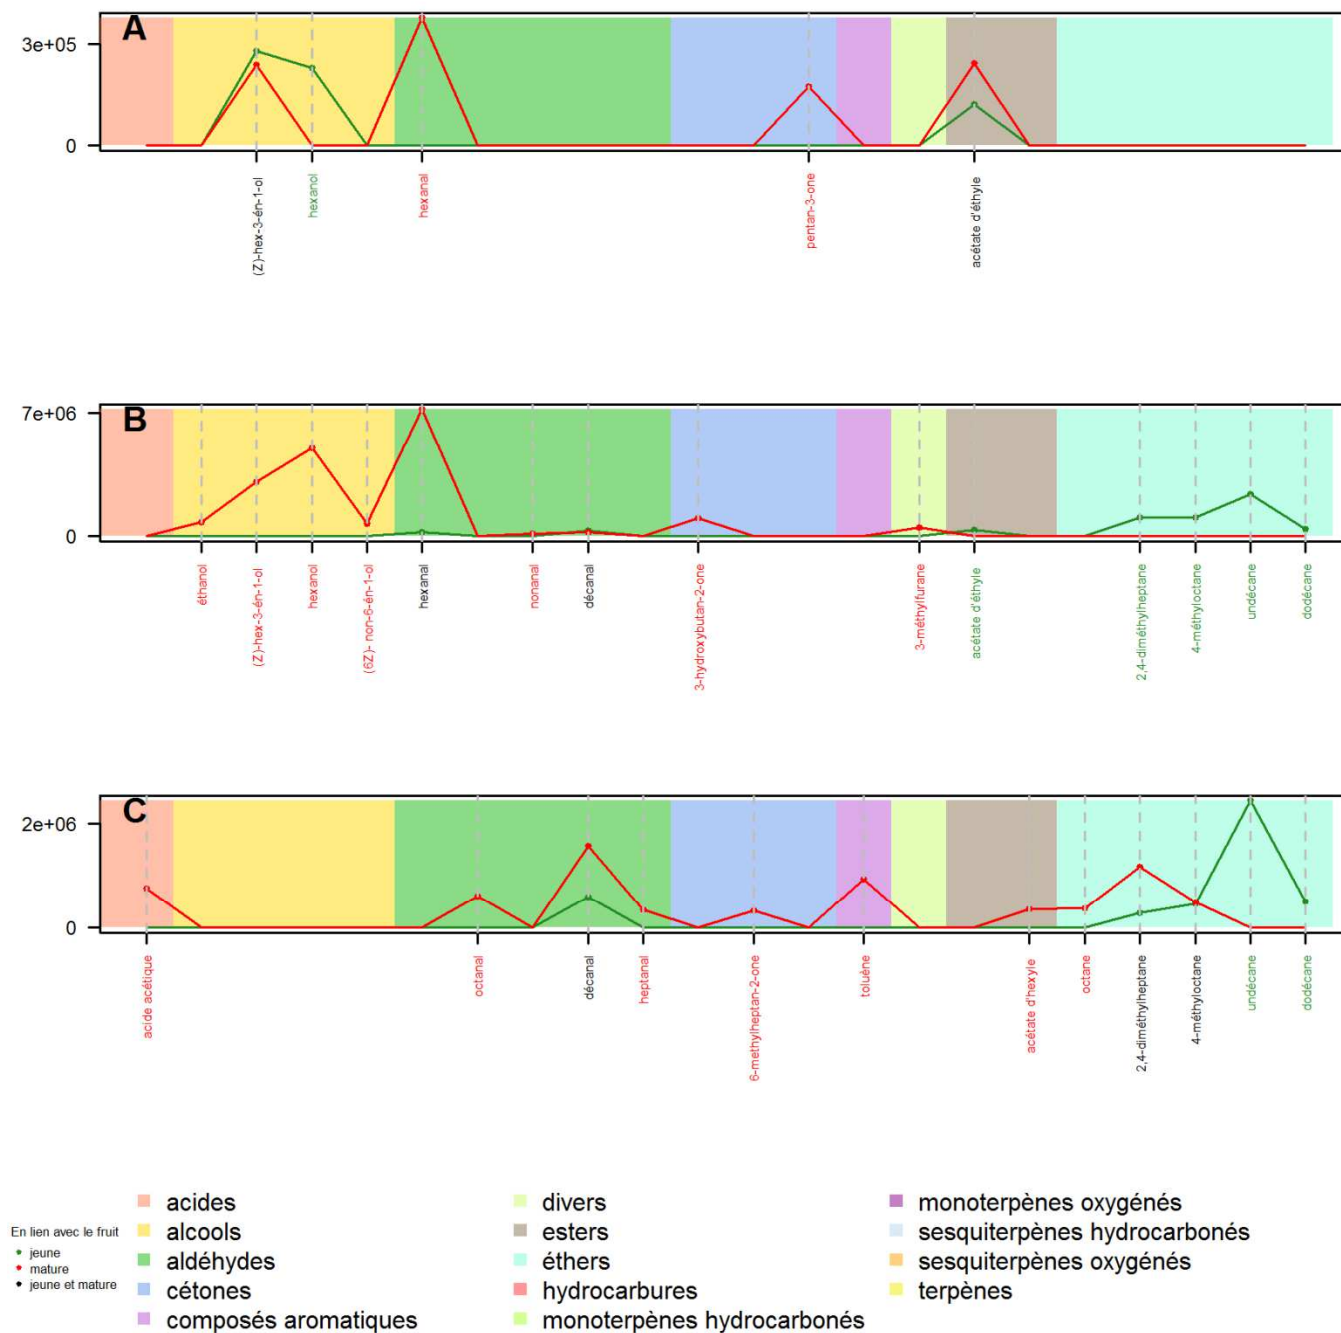 A
3e+05
0
(Z)-hex-3-én-1-ol
hexanol
hexanal
pentan-3-one
acétate d'éthyle
B
7e+06
0
éthanol
(Z)-hex-3-én-1-ol
hexanol
(6Z)- non-6-én-1-ol
hexanal
nonanal
décanal
3-hydroxybutan-2-one
3-méthylfurane
acétate d'éthyle
2,4-diméthylheptane
4-méthyloctane
undécane
dodécane
C
2e+06
0
acide acétique
octanal
décanal
heptanal
6-methylheptan-2-one
toluène
acétate d'hexyle
octane
2,4-diméthylheptane
4-méthyloctane
undécane
dodécane
En lien avec le fruit
jeune
mature
jeune et mature
acides
alcools
aldéhydes
cétones
composés aromatiques
divers
esters
éthers
hydrocarbures
monoterpènes hydrocarbonés
monoterpènes oxygénés
sesquiterpènes hydrocarbonés
sesquiterpènes oxygénés
terpènes